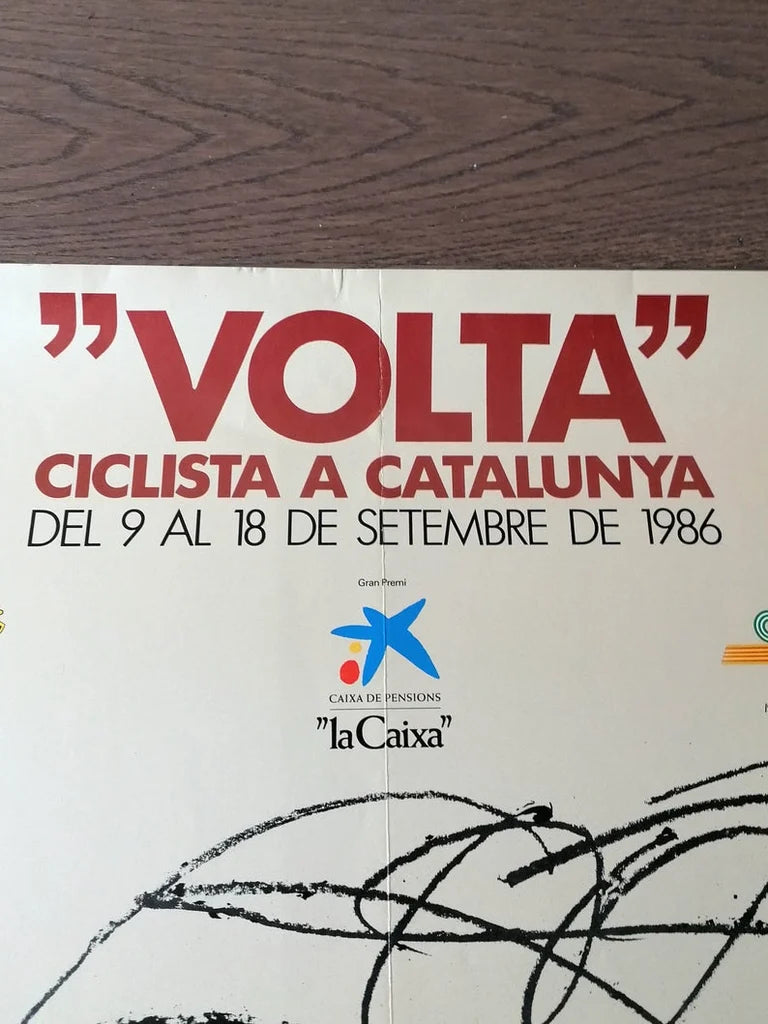 ”VOLTA”
CICLISTA A CATALUNYA
DEL 9 AL 18 DE SETEMBRE DE 1986
Gran Premi
CAIXA DE PENSIONS
”la Caixa”